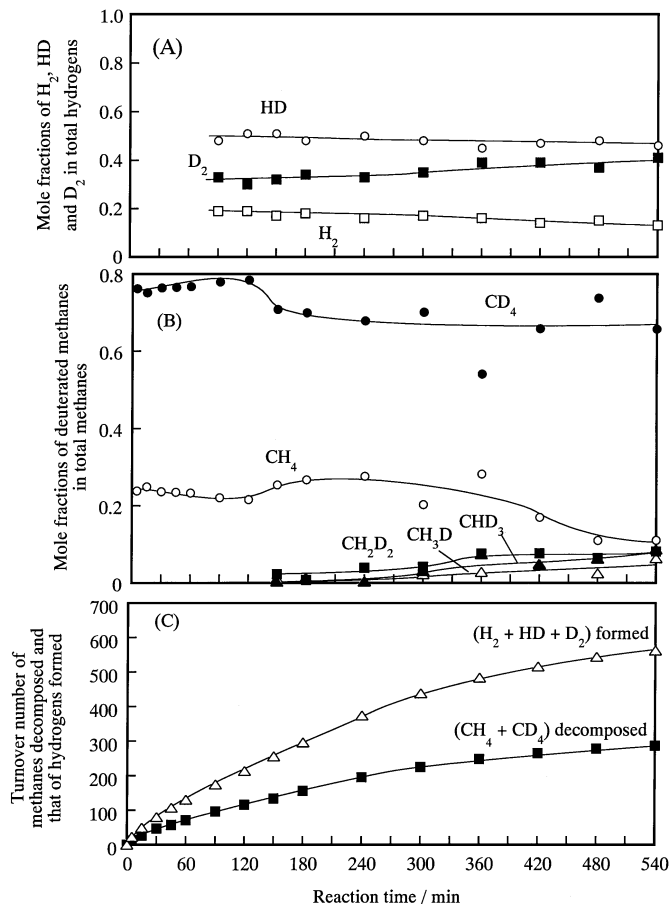 Mole fractions of H2, HD
and D2 in total hydrogens
1.0
0.8
0.6
0.4
0.2
0
(A)
HD
D2
H2
Mole fractions of deuterated methanes
in total methanes
0.8
0.6
0.4
0.2
0
(B)
CD4
CH4
CH2D2
CH3D
CHD3
Turnover number of
methanes decomposed and
that of hydrogens formed
700
600
500
400
300
200
100
0
(C)
(H2 + HD + D2) formed
(CH4 + CD4) decomposed
0 60 120 180 240 300 360 420 480 540
Reaction time / min